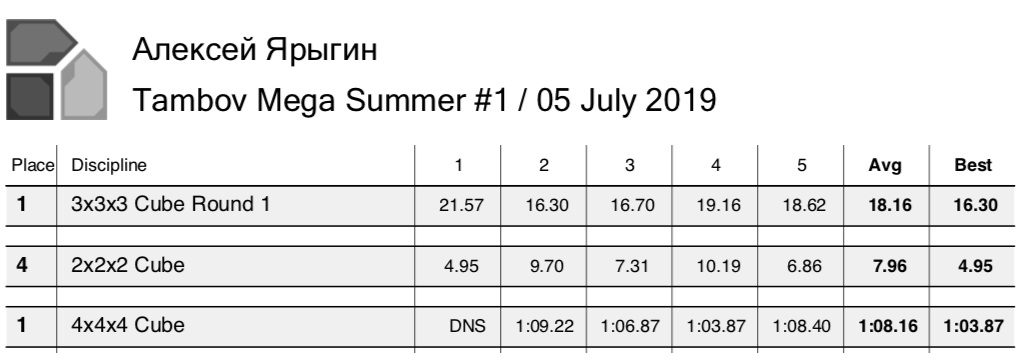 Алексей Ярыгин
Tambov Mega Summer #1 / 05 July 2019
Place Discipline 1 2 3 4 5 Avg Best
1 3x3x3 Cube Round 1 21.57 16.30 16.70 19.16 18.62 18.16 16.30
4 2x2x2 Cube 4.95 9.70 7.31 10.19 6.86 7.96 4.95
1 4x4x4 Cube DNS 1:09.22 1:06.87 1:03.87 1:08.40 1:08.16 1:03.87